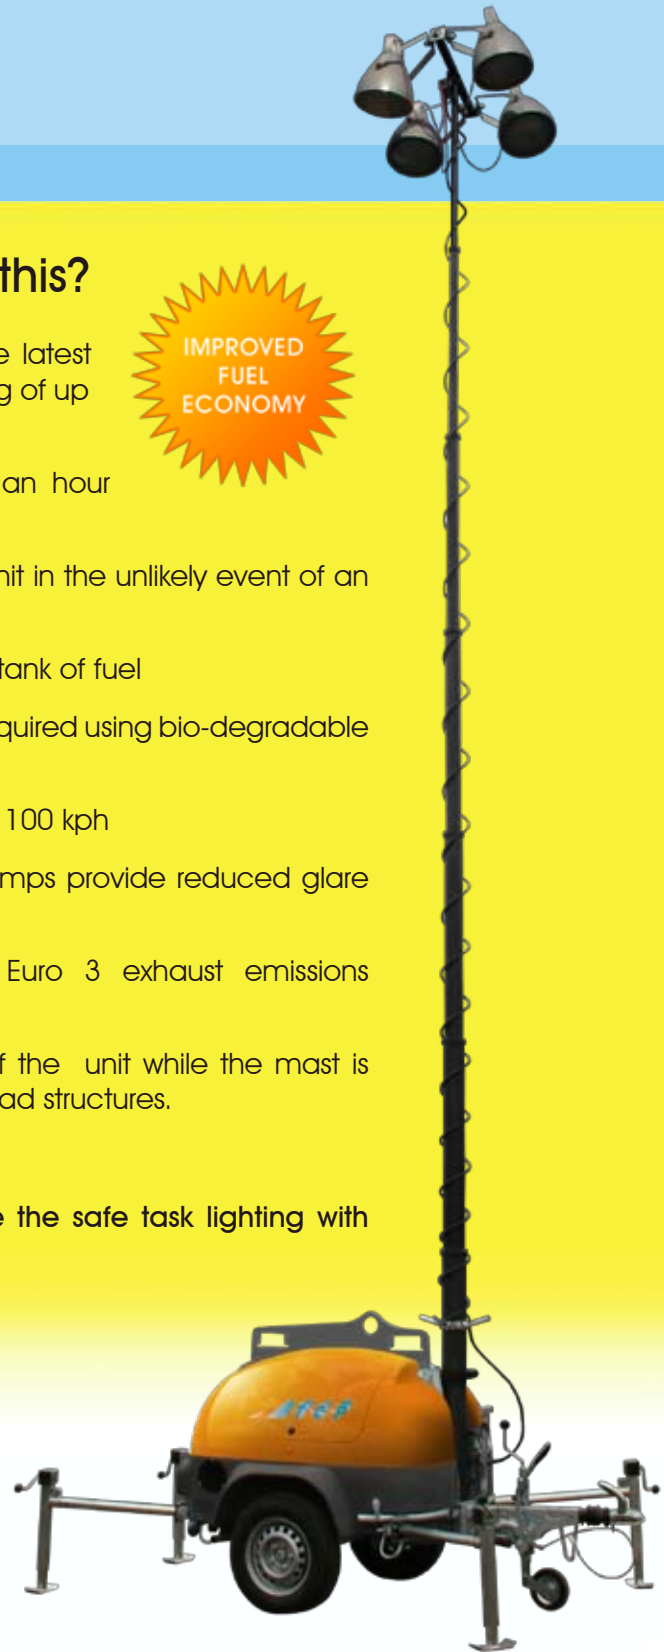 this?
e latest
g of up
IMPROVED
FUEL
ECONOMY
an hour
nit in the unlikely event of an
tank of fuel
quired using bio-degradable
100 kph
mps provide reduced glare
Euro 3 exhaust emissions
f the unit while the mast is
ad structures.
e the safe task lighting with